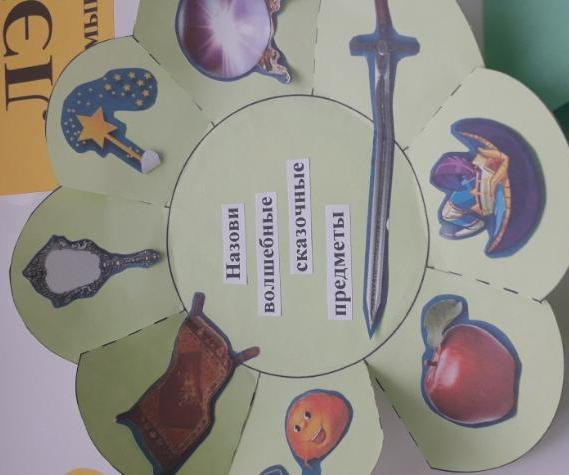 Назови
волшебные
сказочные
предметы